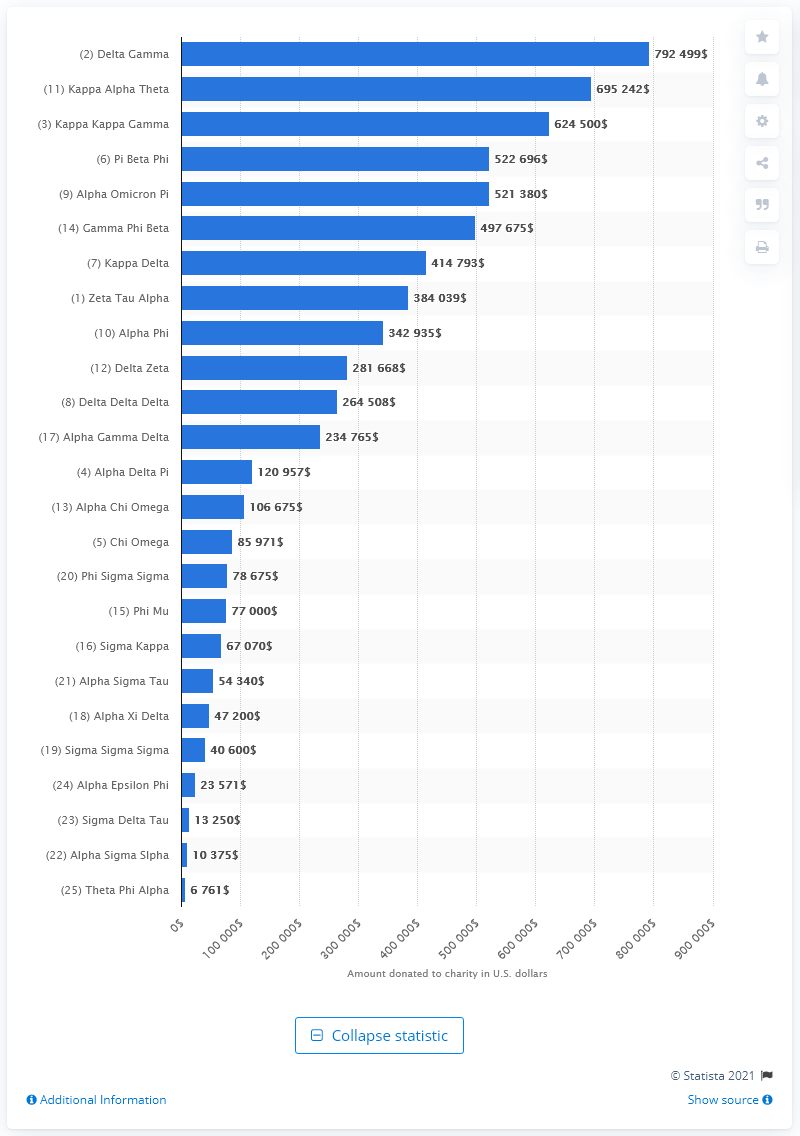 (2) Delta Gamma 792 499$
(11) Kappa Alpha Theta 695 242$
(3) Kappa Kappa Gamma 624 500$
(6) Pi Beta Phi 522 696$
(9) Alpha Omicron Pi 521 380$
(14) Gamma Phi Beta 497 675$
(7) Kappa Delta 414 793$
(1) Zeta Tau Alpha 384 039$
(10) Alpha Phi 342 935$
(12) Delta Zeta 281 668$
(8) Delta Delta Delta 264 508$
(17) Alpha Gamma Delta 234 765$
(4) Alpha Delta Pi 120 957$
(13) Alpha Chi Omega 106 675$
(5) Chi Omega 85 971$
(20) Phi Sigma Sigma 78 675$
(15) Phi Mu 77 000$
(16) Sigma Kappa 67 070$
(21) Alpha Sigma Tau 54 340$
(18) Alpha Xi Delta 47 200$
(19) Sigma Sigma Sigma 40 600$
(24) Alpha Epsilon Phi 23 571$
(23) Sigma Delta Tau 13 250$
(22) Alpha Sigma Slpha 10 375$
(25) Theta Phi Alpha 6 761$
0$ 100 000$ 200 000$ 300 000$ 400 000$ 500 000$ 600 000$ 700 000$ 800 000$ 900 000$
Amount donated to charity in U.S. dollars
Collapse statistic
© Statista 2021
Additional Information Show source